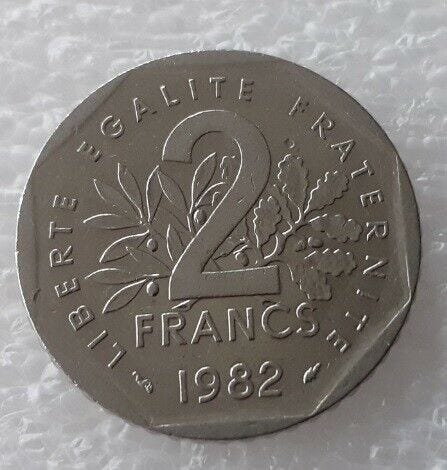 LIBERTE EGALITE FRATERNITE
2
FRANCS
1982